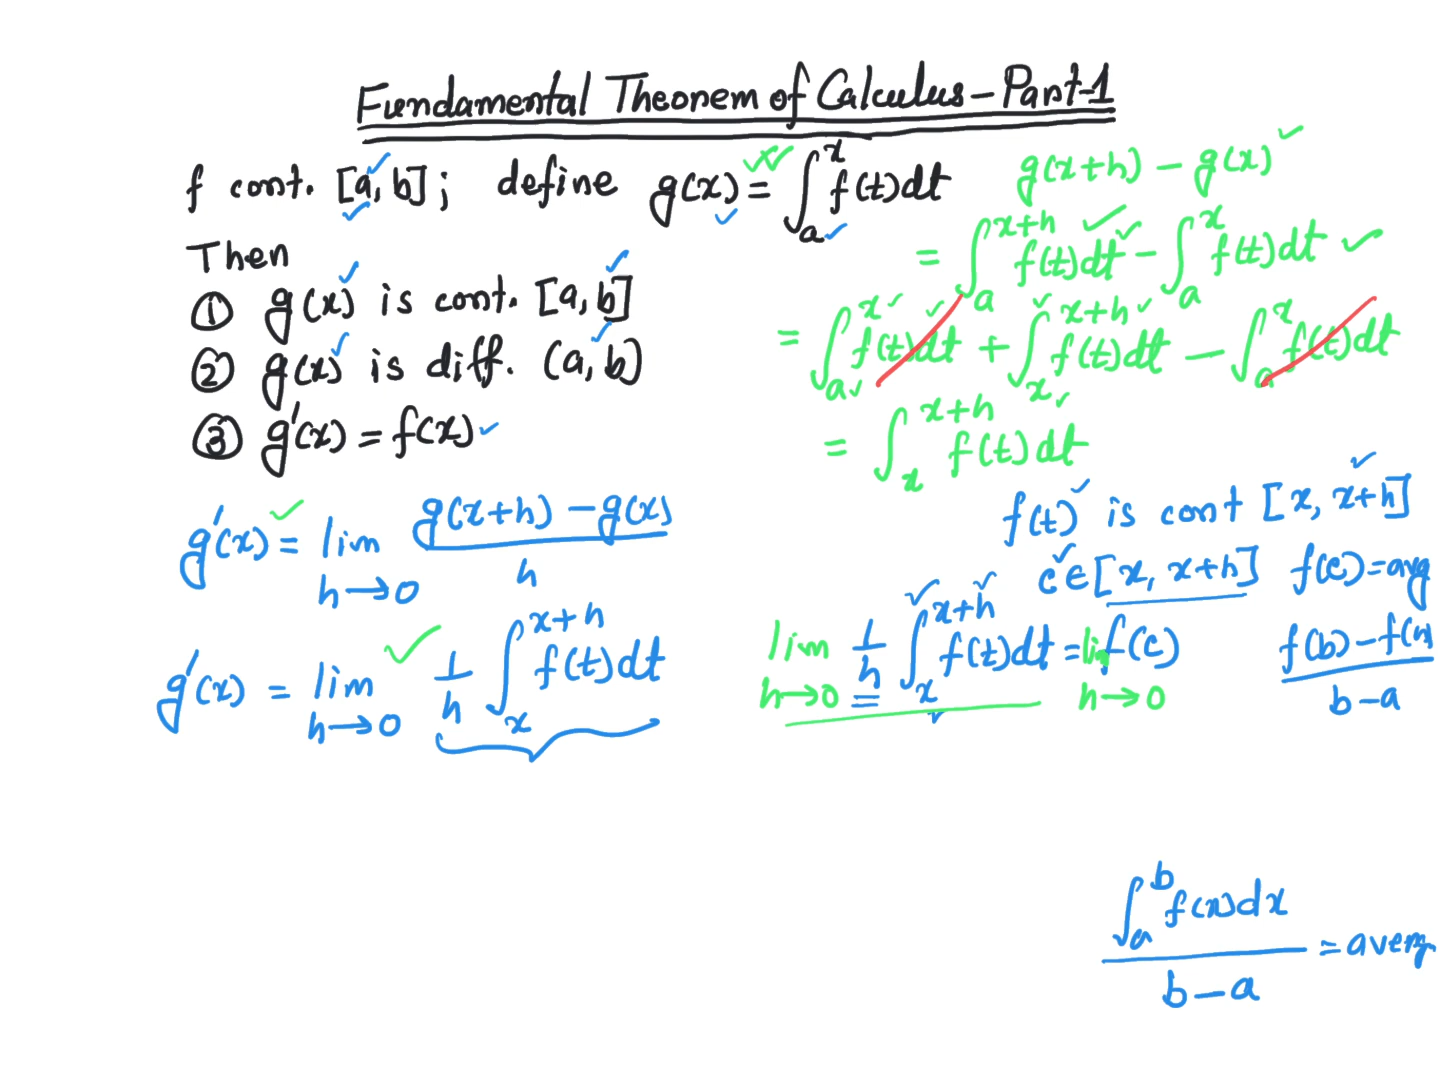 Fundamental Theorem of Calculus - Part-1
f cont. [a, b] ; define g(x) = ∫_a^x f(t)dt
Then
① g(x) is cont. [a, b]
② g(x) is diff. (a, b)
③ g'(x) = f(x)
g'(x) = lim_{h→0} (g(x+h) - g(x))/h
g'(x) = lim_{h→0} 1/h ∫_x^{x+h} f(t)dt
g(x+h) - g(x)
= ∫_a^{x+h} f(t)dt - ∫_a^x f(t)dt
= ∫_a^x f(t)dt + ∫_x^{x+h} f(t)dt - ∫_a^x f(t)dt
= ∫_x^{x+h} f(t)dt
f(t) is cont [x, x+h]
c ∈ [x, x+h] f(c) = avg
lim_{h→0} 1/h ∫_x^{x+h} f(t)dt = lim_{h→0} f(c)
(f(b) - f(a))/(b - a)
(∫_a^b f(x)dx)/(b - a) =